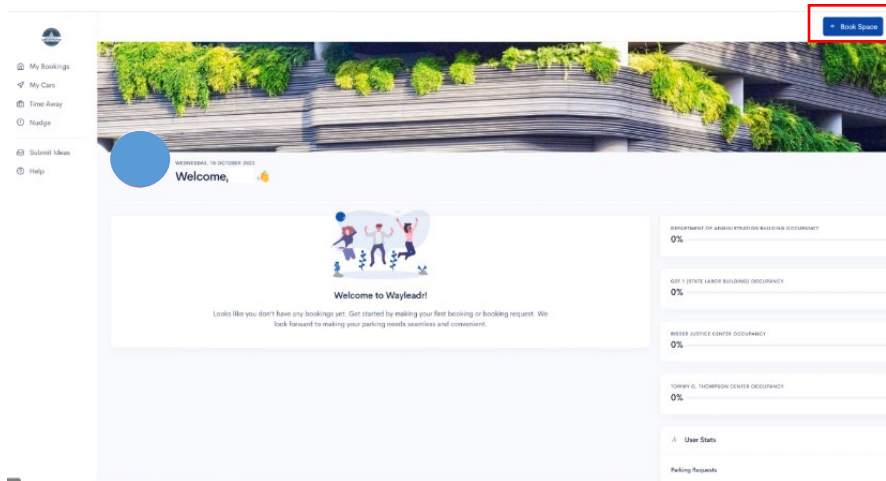 + Book Space
My Bookings
My Cars
Time Away
Nudge
Submit Ideas
Help
WEDNESDAY, 18 OCTOBER 2023
Welcome,
Welcome to Wayleadr!
Looks like you don't have any bookings yet. Get started by making your first booking or booking request. We
look forward to making your parking needs seamless and convenient.
DEPARTMENT OF ADMINISTRATION BUILDING OCCUPANCY
0%
GEF 1 (STATE LABOR BUILDING) OCCUPANCY
0%
RISSER JUSTICE CENTER OCCUPANCY
0%
TOMMY G. THOMPSON CENTER OCCUPANCY
0%
User Stats
Parking Requests